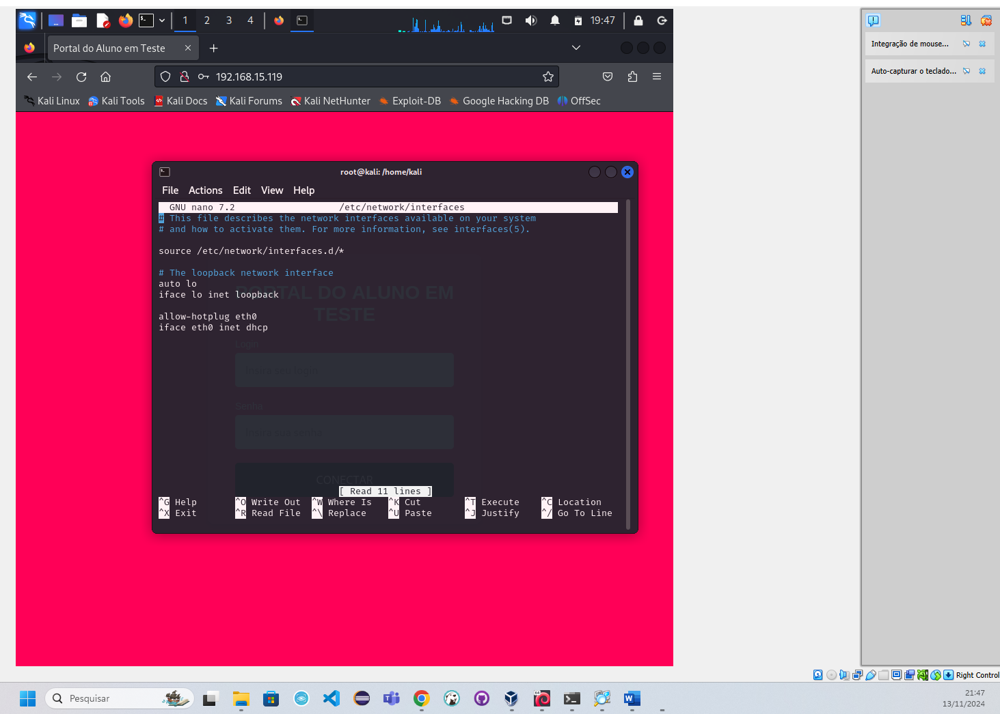 1 2 3 4 19:47
Portal do Aluno em Teste
192.168.15.119
Kali Linux Kali Tools Kali Docs Kali Forums Kali NetHunter Exploit-DB Google Hacking DB OffSec
root@kali: /home/kali
File Actions Edit View Help
GNU nano 7.2 /etc/network/interfaces
# This file describes the network interfaces available on your system
# and how to activate them. For more information, see interfaces(5).
source /etc/network/interfaces.d/*
# The loopback network interface
auto lo
iface lo inet loopback
PORTAL DO ALUNO EM
TESTE
allow-hotplug eth0
iface eth0 inet dhcp
Login
Insira seu login
Senha
Insira sua senha
CONECTAR
[ Read 11 lines ]
^G Help ^O Write Out ^W Where Is ^K Cut ^T Execute ^C Location
^X Exit ^R Read File ^\ Replace ^U Paste ^J Justify ^/ Go To Line
Integração de mouse...
Auto-capturar o teclado...
Right Control
Pesquisar
21:47
13/11/2024